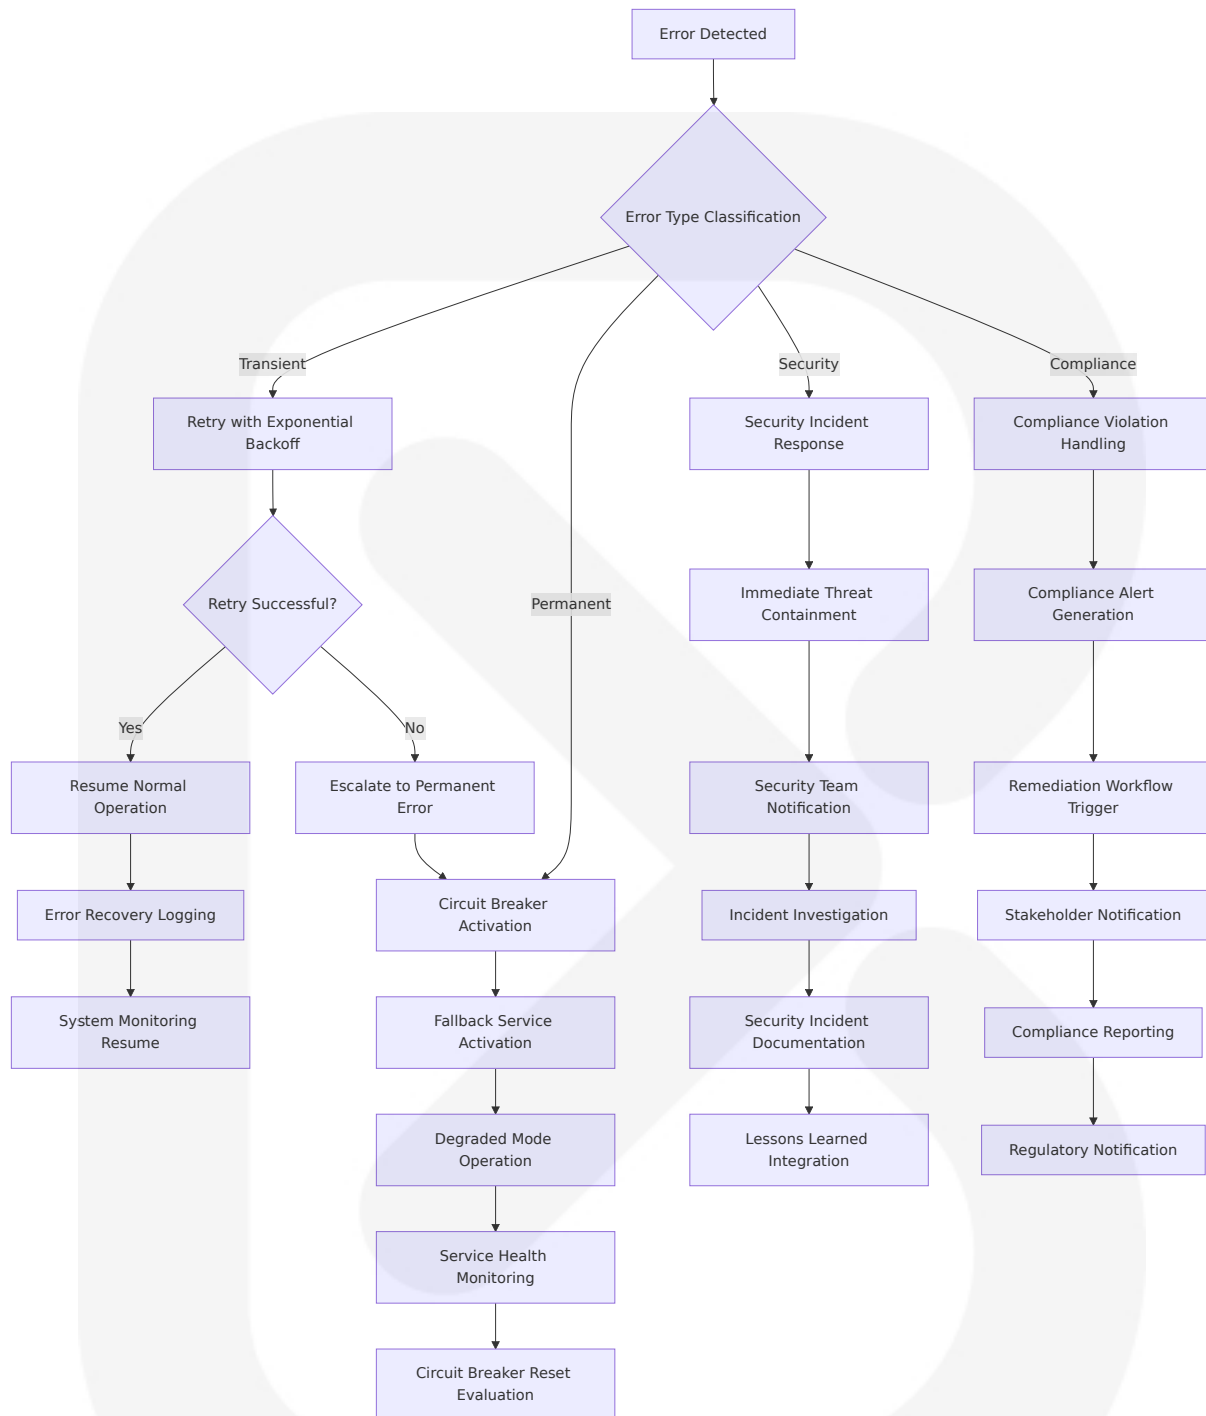 Error Detected
Error Type Classification
Transient
Security
Compliance
Retry with Exponential
Backoff
Security Incident
Response
Compliance Violation
Handling
Retry Successful?
Permanent
Immediate Threat
Containment
Compliance Alert
Generation
Yes
No
Resume Normal
Operation
Escalate to Permanent
Error
Security Team
Notification
Remediation Workflow
Trigger
Error Recovery Logging
Circuit Breaker
Activation
Incident Investigation
Stakeholder Notification
System Monitoring
Resume
Fallback Service
Activation
Security Incident
Documentation
Compliance Reporting
Degraded Mode
Operation
Lessons Learned
Integration
Regulatory Notification
Service Health
Monitoring
Circuit Breaker Reset
Evaluation